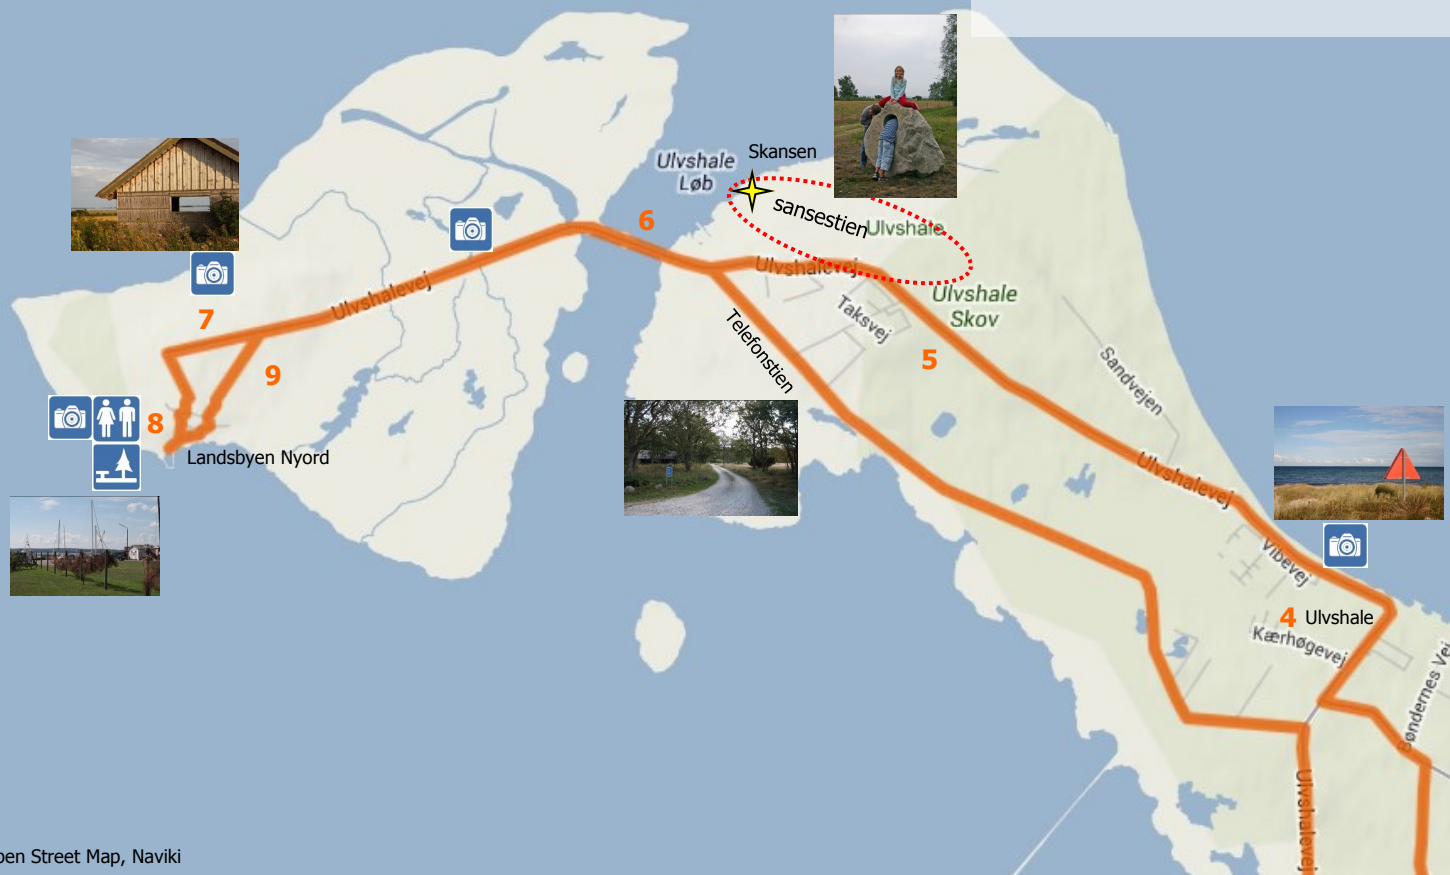 Ulvshale
Løb
Skansen
sansestien
Ulvshale
6
Ulvshalevej
Ulvshalevej
7
Taksvej
Ulvshale
Skov
Telefonstien
5
9
Sandvejen
8
Landsbyen Nyord
Ulvshalevej
Vibevej
4 Ulvshale
Kærhøgevej
Bøndernes Vej
Ulvshalevej
pen Street Map, Naviki